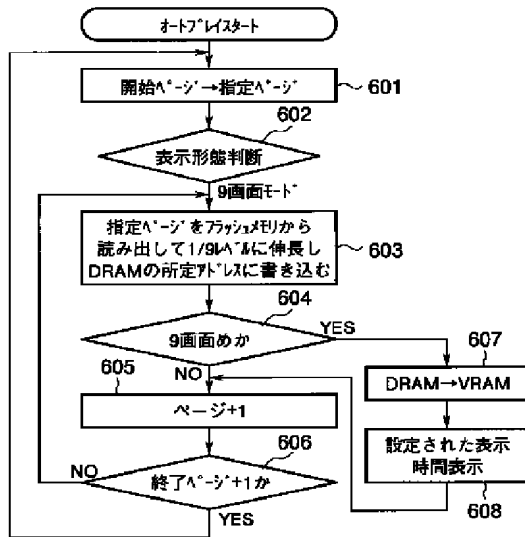 オートプレイスタート
開始ページ→指定ページ
601
602
表示形態判断
9画面モード
指定ページをフラッシュメモリから
読み出して1/9レベルに伸長し
DRAMの所定アドレスに書き込む
603
604
9画面めか
YES
NO
605
ページ+1
607
DRAM→VRAM
設定された表示
時間表示
608
606
終了ページ+1か
NO
YES